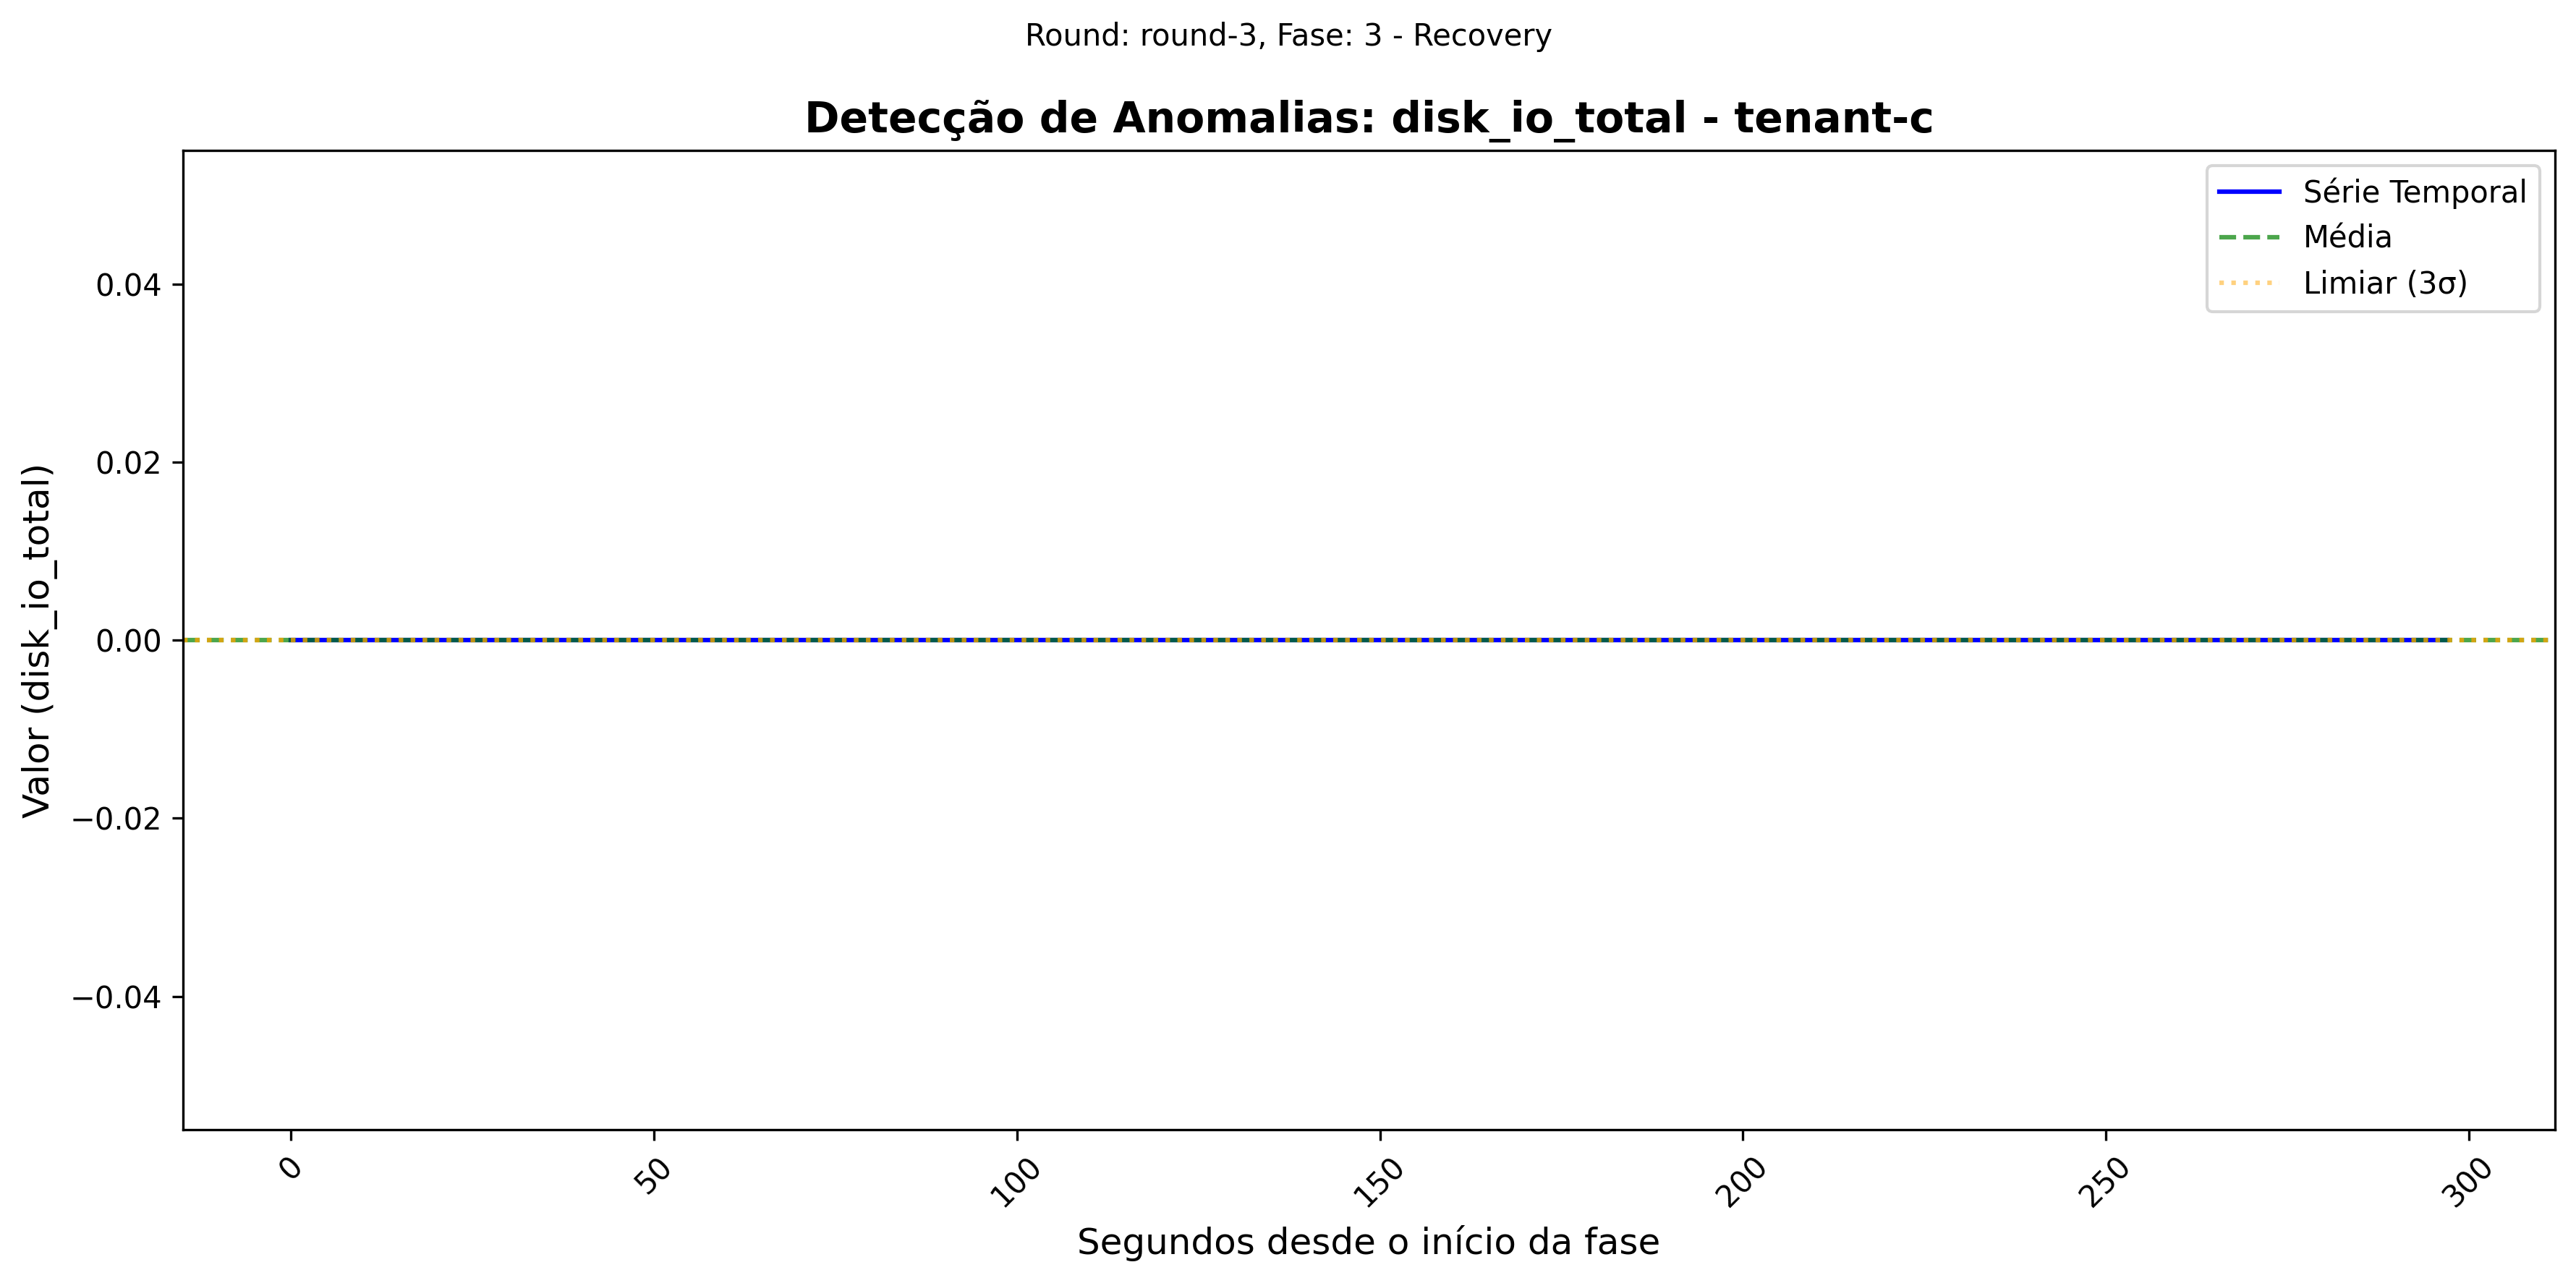 Round: round-3, Fase: 3 - Recovery
Detecção de Anomalias: disk_io_total - tenant-c
Série Temporal
Média
Limiar (3σ)
Valor (disk_io_total)
0.04
0.02
0.00
−0.02
−0.04
0
50
100
150
200
250
300
Segundos desde o início da fase